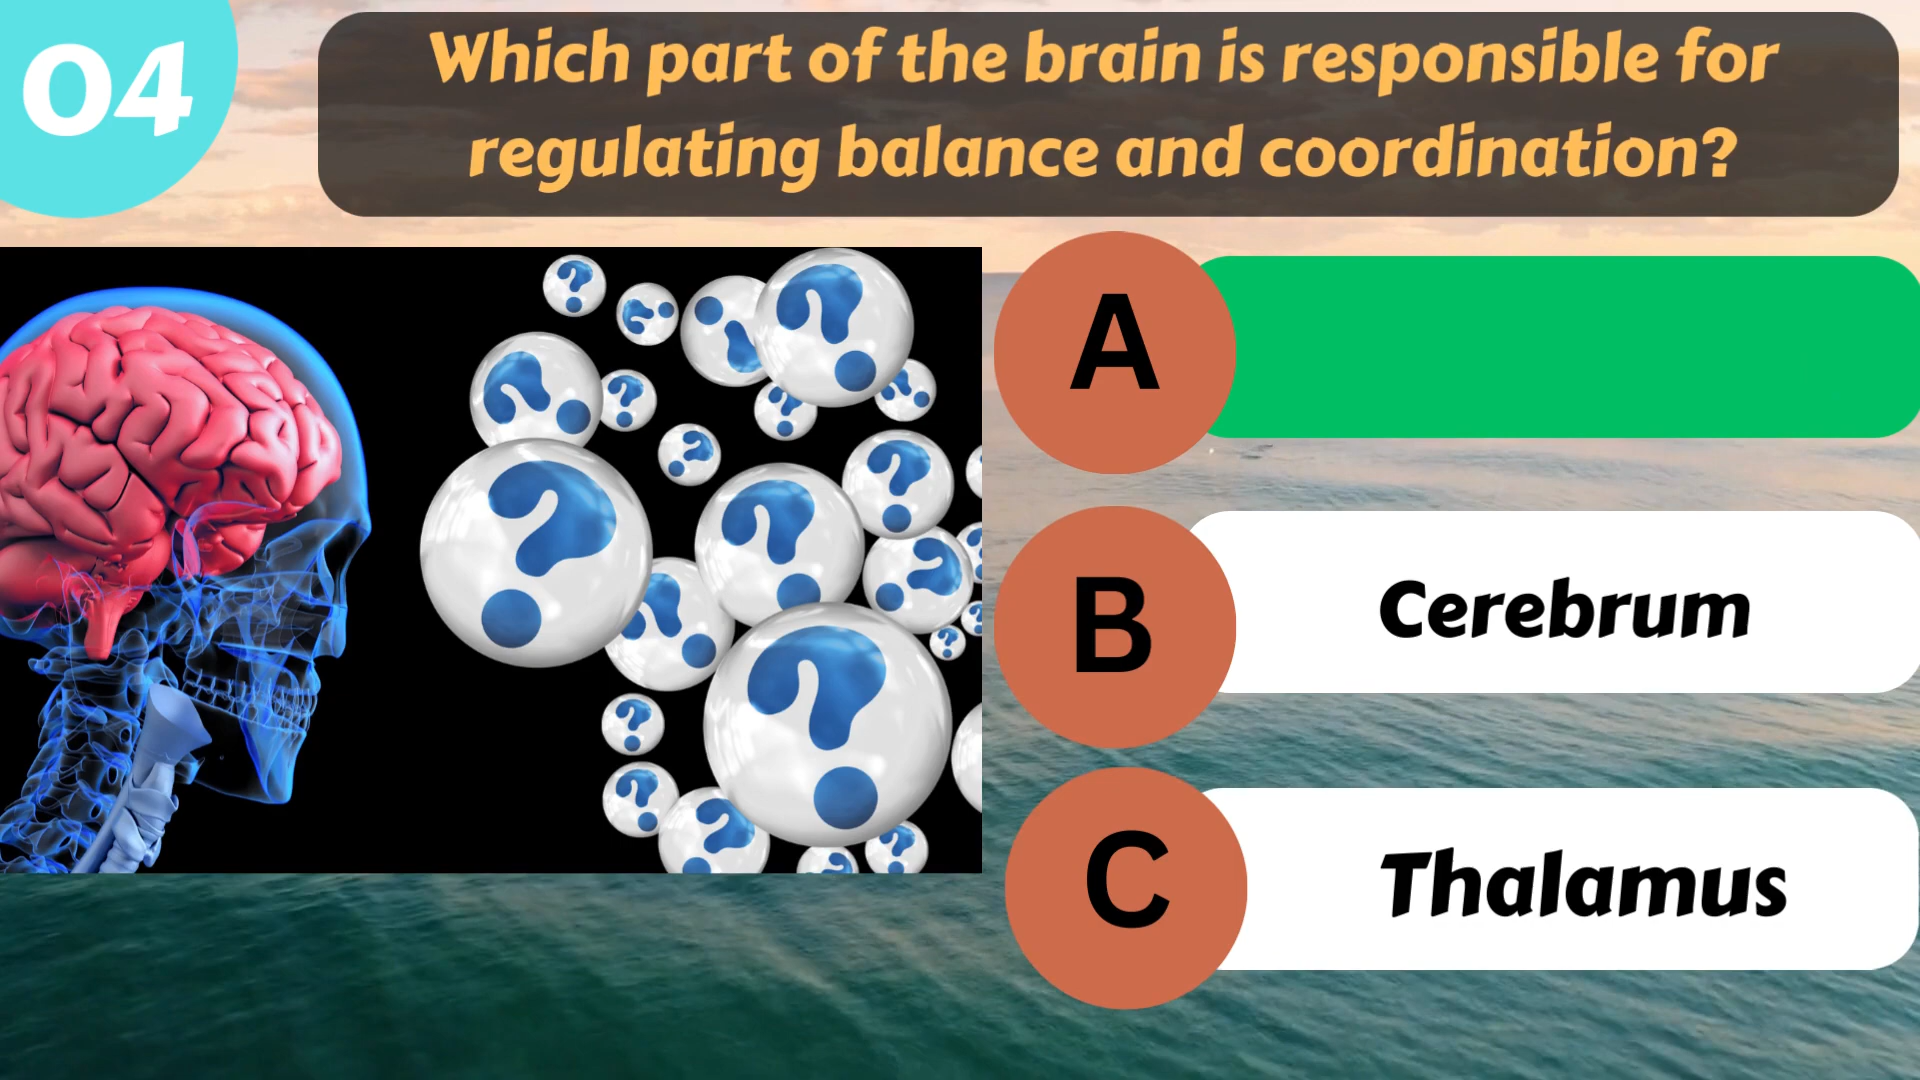 04
Which part of the brain is responsible for
regulating balance and coordination?
A
B
Cerebrum
C
Thalamus